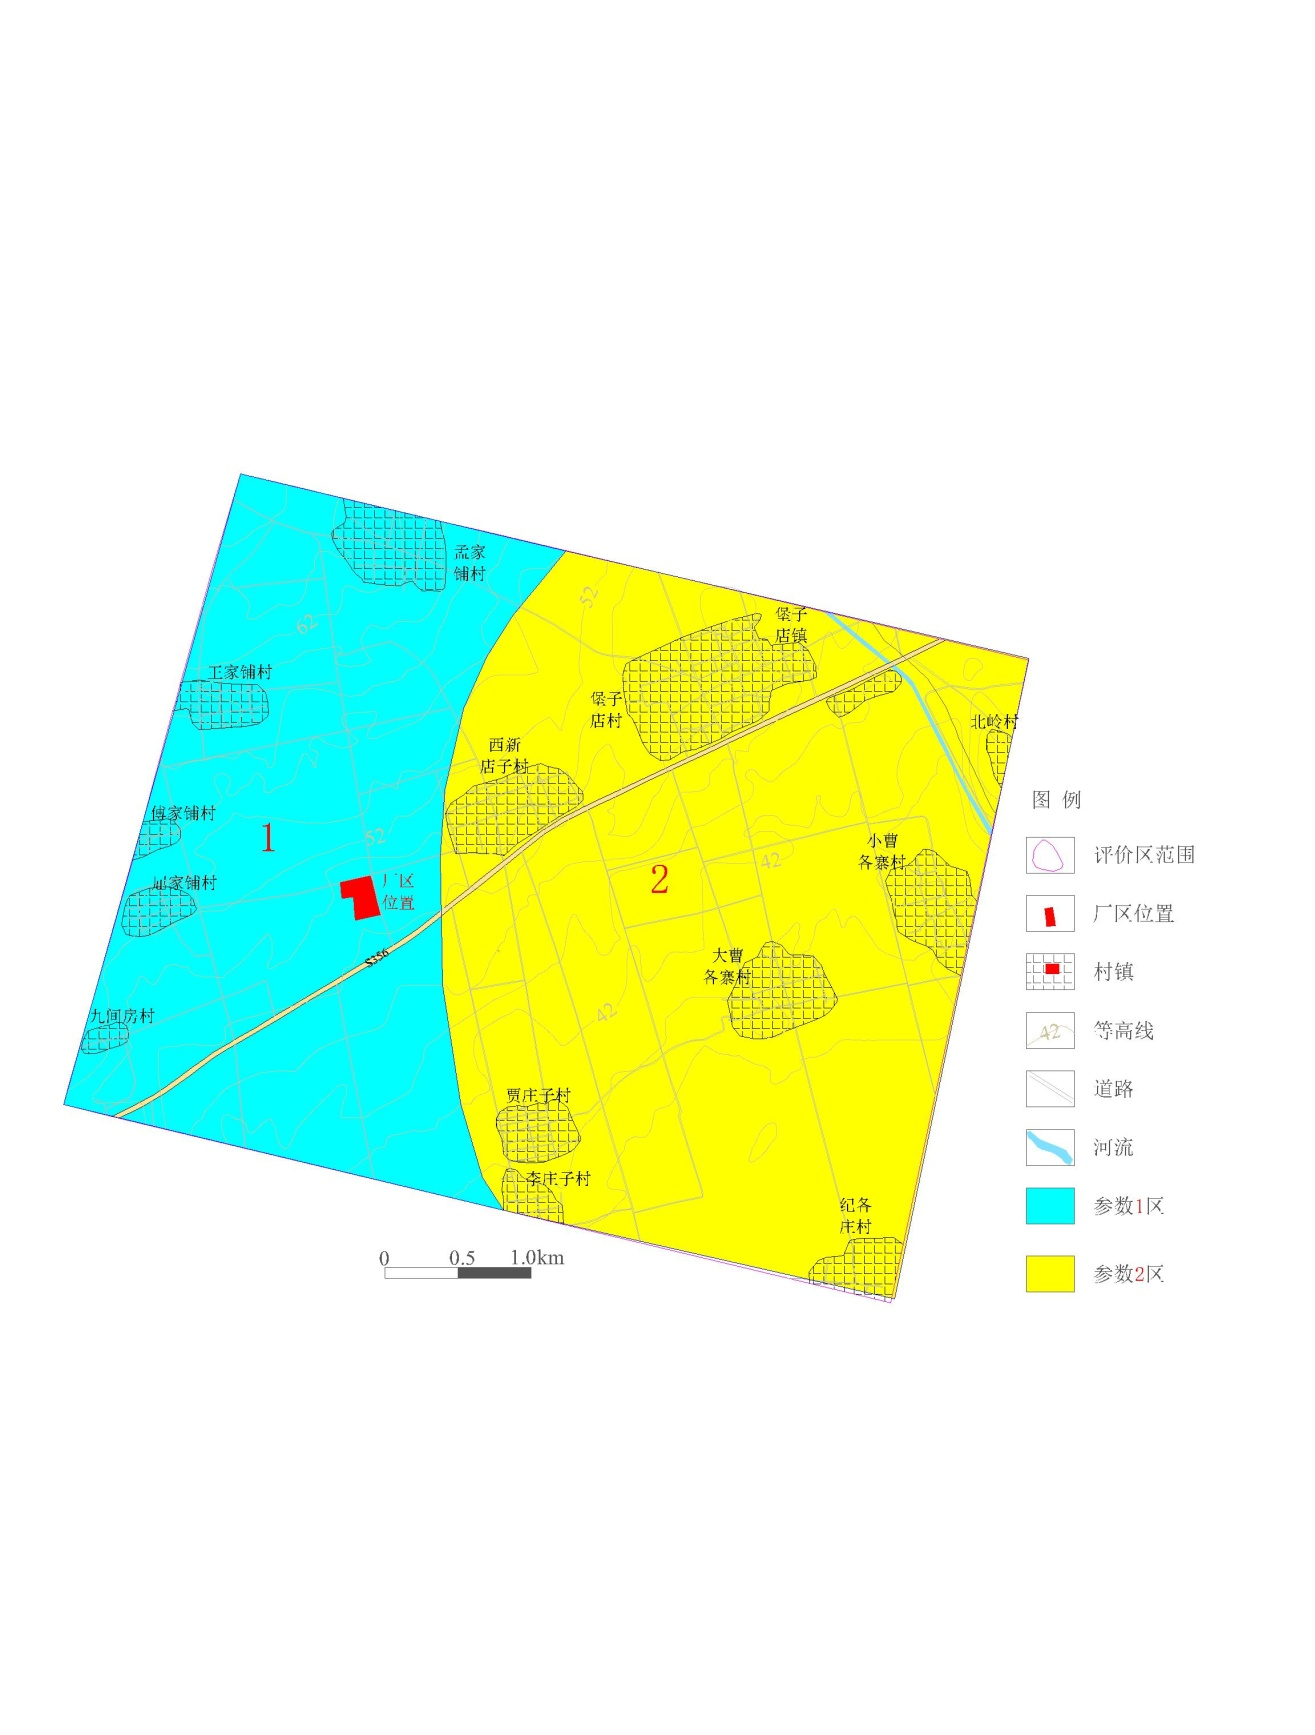 孟家
铺村
52
62
堡子
店镇
王家铺村
堡子
店村
北岭村
西新
店子村
图 例
傅家铺村
1
52
小曹
各寨村
评价区范围
42
2
屈家铺村
厂区
位置
厂区位置
S356
大曹
各寨村
村镇
九间房村
42
42
等高线
道路
贾庄子村
河流
李庄子村
纪各
庄村
参数1区
0 0.5 1.0km
参数2区